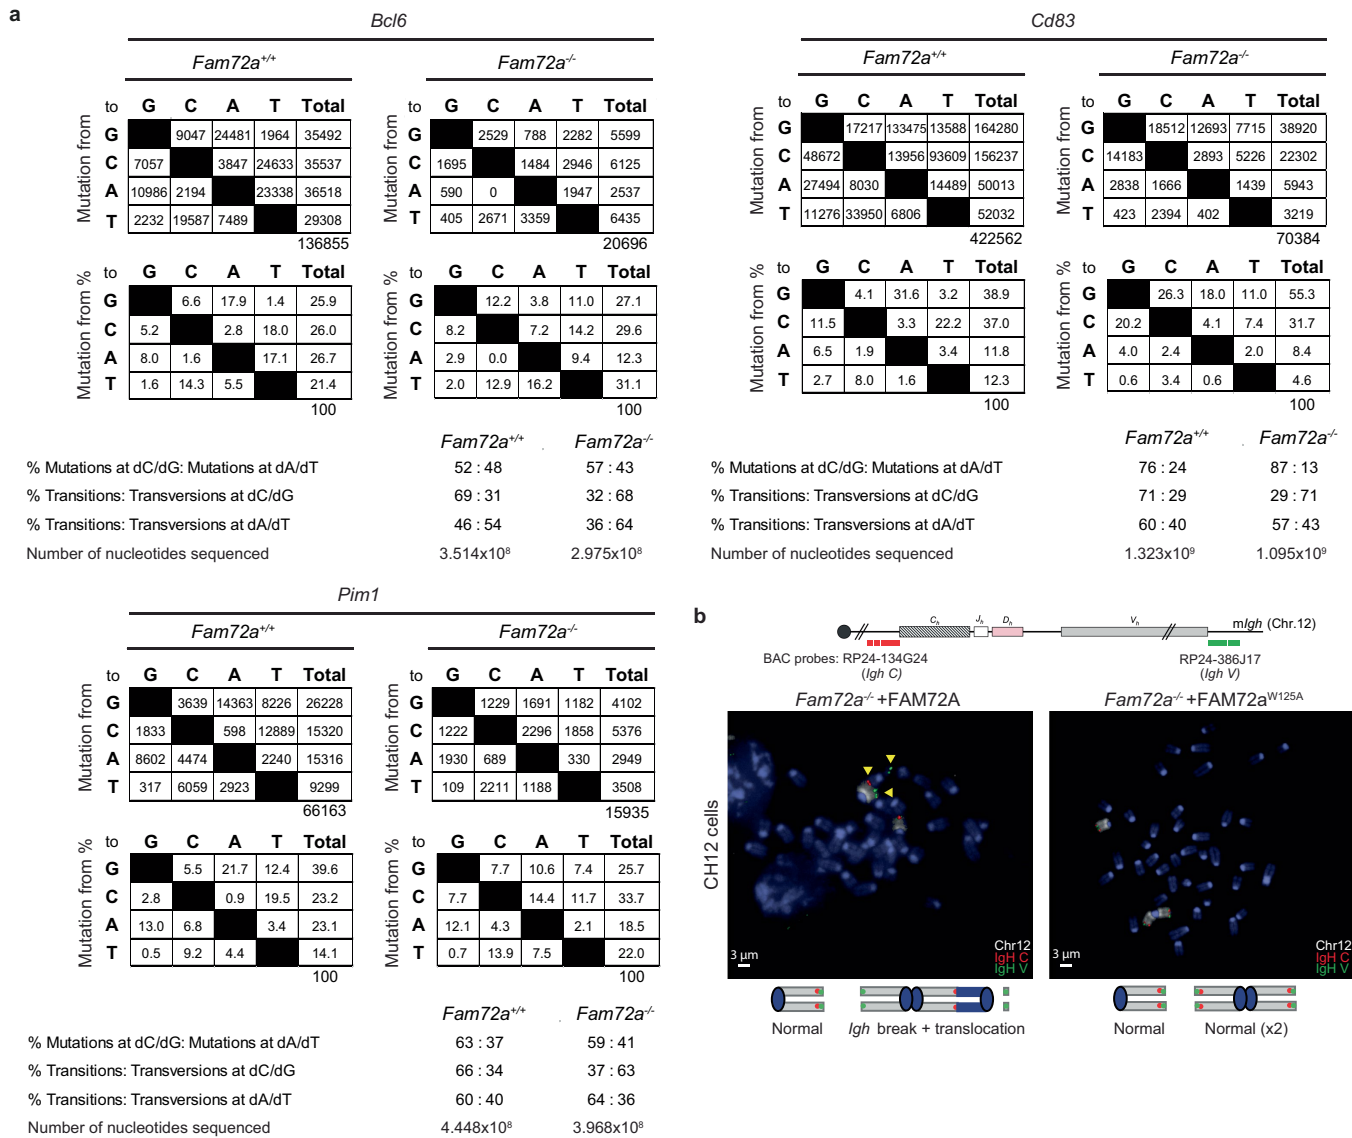 a
Bcl6
Fam72a+/+ Fam72a-/-
to G C A T Total to G C A T Total
Mutation from
G 9047 24481 1964 35492 G 2529 788 2282 5599
C 7057 3847 24633 35537 C 1695 1484 2946 6125
A 10986 2194 23338 36518 A 590 0 1947 2537
T 2232 19587 7489 29308 T 405 2671 3359 6435
136855 20696
to G C A T Total to G C A T Total
Mutation from %
G 6.6 17.9 1.4 25.9 G 12.2 3.8 11.0 27.1
C 5.2 2.8 18.0 26.0 C 8.2 7.2 14.2 29.6
A 8.0 1.6 17.1 26.7 A 2.9 0.0 9.4 12.3
T 1.6 14.3 5.5 21.4 T 2.0 12.9 16.2 31.1
100 100
Fam72a+/+ Fam72a-/-
% Mutations at dC/dG: Mutations at dA/dT 52 : 48 57 : 43
% Transitions: Transversions at dC/dG 69 : 31 32 : 68
% Transitions: Transversions at dA/dT 46 : 54 36 : 64
Number of nucleotides sequenced 3.514x10⁸ 2.975x10⁸
Cd83
Fam72a+/+ Fam72a-/-
to G C A T Total to G C A T Total
Mutation from
G 17217 133475 13588 164280 G 18512 12693 7715 38920
C 48672 13956 93609 156237 C 14183 2893 5226 22302
A 27494 8030 14489 50013 A 2838 1666 1439 5943
T 11276 33950 6806 52032 T 423 2394 402 3219
422562 70384
to G C A T Total to G C A T Total
Mutation from %
G 4.1 31.6 3.2 38.9 G 26.3 18.0 11.0 55.3
C 11.5 3.3 22.2 37.0 C 20.2 4.1 7.4 31.7
A 6.5 1.9 3.4 11.8 A 4.0 2.4 2.0 8.4
T 2.7 8.0 1.6 12.3 T 0.6 3.4 0.6 4.6
100 100
Fam72a+/+ Fam72a-/-
% Mutations at dC/dG: Mutations at dA/dT 76 : 24 87 : 13
% Transitions: Transversions at dC/dG 71 : 29 29 : 71
% Transitions: Transversions at dA/dT 60 : 40 57 : 43
Number of nucleotides sequenced 1.323x10⁹ 1.095x10⁹
Pim1
Fam72a+/+ Fam72a-/-
to G C A T Total to G C A T Total
Mutation from
G 3639 14363 8226 26228 G 1229 1691 1182 4102
C 1833 598 12889 15320 C 1222 2296 1858 5376
A 8602 4474 2240 15316 A 1930 689 330 2949
T 317 6059 2923 9299 T 109 2211 1188 3508
66163 15935
to G C A T Total to G C A T Total
Mutation from %
G 5.5 21.7 12.4 39.6 G 7.7 10.6 7.4 25.7
C 2.8 0.9 19.5 23.2 C 7.7 14.4 11.7 33.7
A 13.0 6.8 3.4 23.1 A 12.1 4.3 2.1 18.5
T 0.5 9.2 4.4 14.1 T 0.7 13.9 7.5 22.0
100 100
Fam72a+/+ Fam72a-/-
% Mutations at dC/dG: Mutations at dA/dT 63 : 37 59 : 41
% Transitions: Transversions at dC/dG 66 : 34 37 : 63
% Transitions: Transversions at dA/dT 60 : 40 64 : 36
Number of nucleotides sequenced 4.448x10⁸ 3.968x10⁸
b
Ch Jh Dh Vh mIgh (Chr.12)
BAC probes: RP24-134G24 RP24-386J17
(Igh C) (Igh V)
Fam72a-/-+FAM72A Fam72a-/-+FAM72aW125A
CH12 cells
Chr12 Chr12
IgH C IgH C
3 µm IgH V 3 µm IgH V
Normal Igh break + translocation Normal Normal (x2)